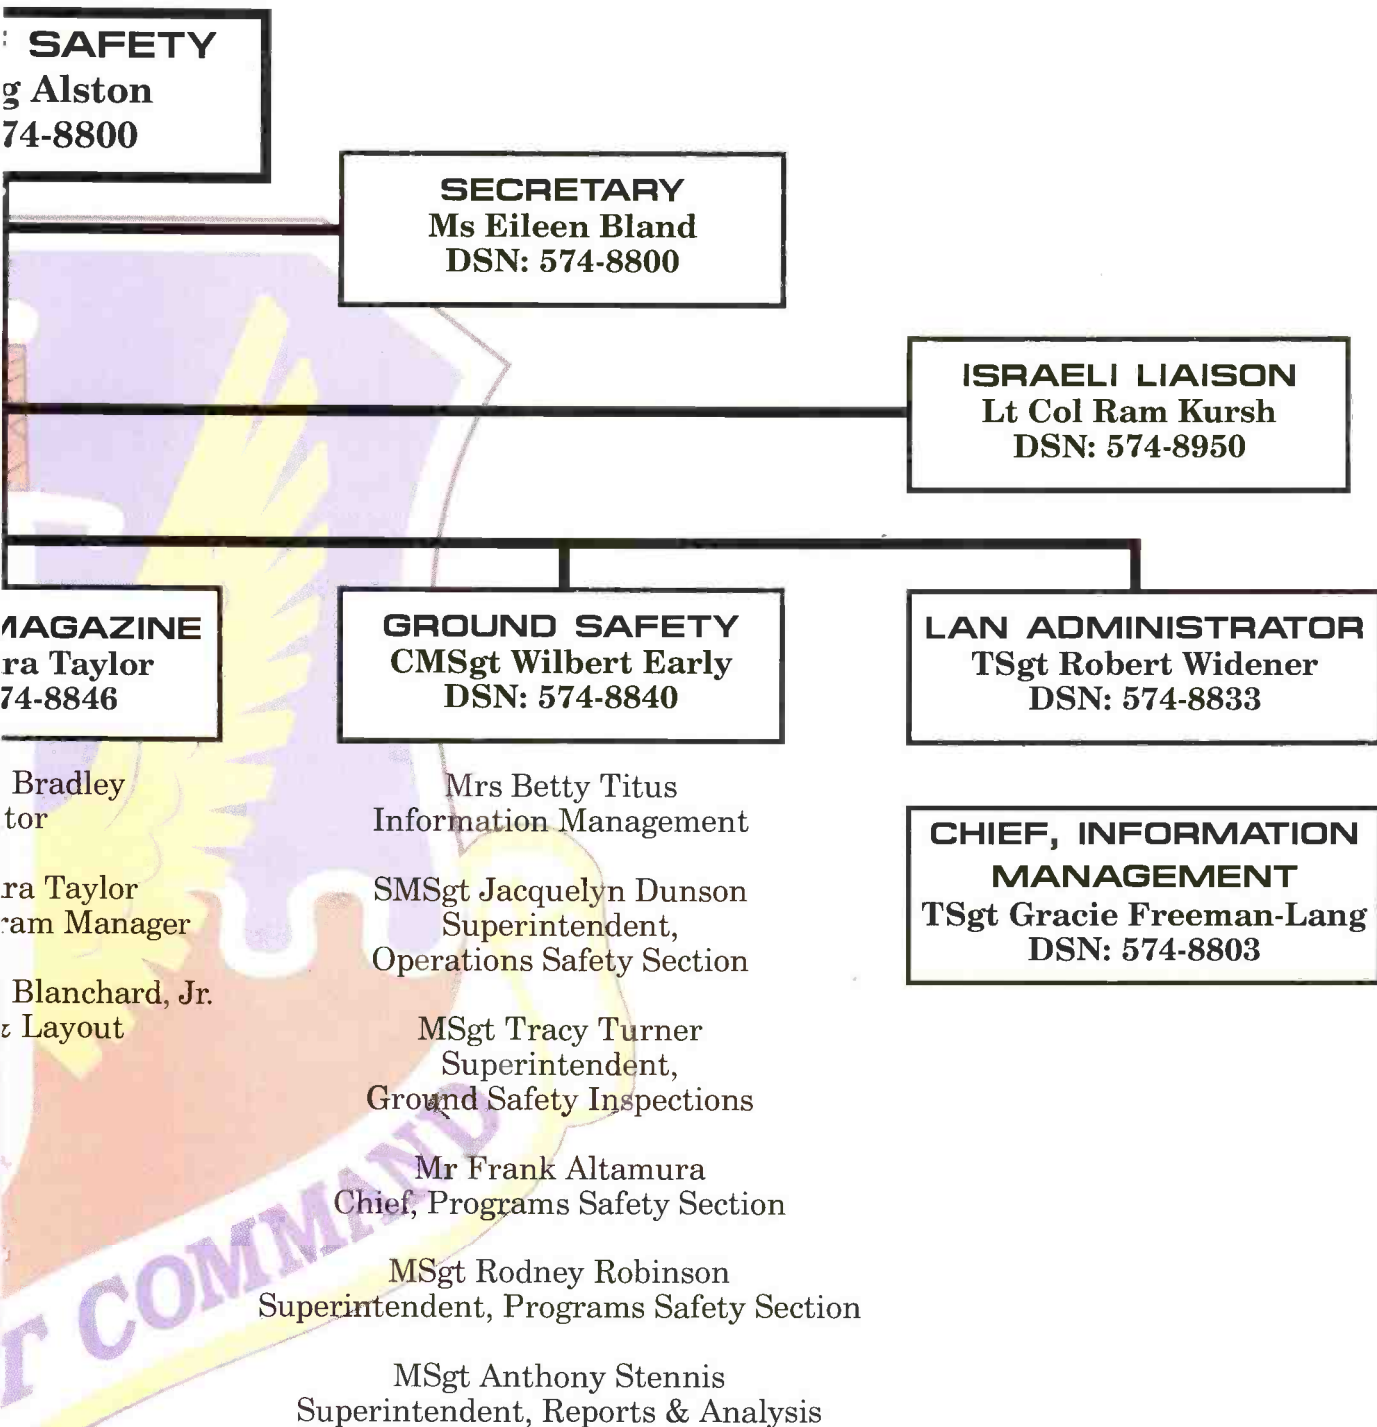 SAFETY
Alston
74-8800
SECRETARY
Ms Eileen Bland
DSN: 574-8800
ISRAELI LIAISON
Lt Col Ram Kursh
DSN: 574-8950
MAGAZINE
ra Taylor
74-8846
Bradley
tor
ra Taylor
ram Manager
Blanchard, Jr.
& Layout
GROUND SAFETY
CMSgt Wilbert Early
DSN: 574-8840
Mrs Betty Titus
Information Management
SMSgt Jacquelyn Dunson
Superintendent,
Operations Safety Section
MSgt Tracy Turner
Superintendent,
Ground Safety Inspections
Mr Frank Altamura
Chief, Programs Safety Section
MSgt Rodney Robinson
Superintendent, Programs Safety Section
MSgt Anthony Stennis
Superintendent, Reports & Analysis
LAN ADMINISTRATOR
TSgt Robert Widener
DSN: 574-8833
CHIEF, INFORMATION
MANAGEMENT
TSgt Gracie Freeman-Lang
DSN: 574-8803
COMMAND